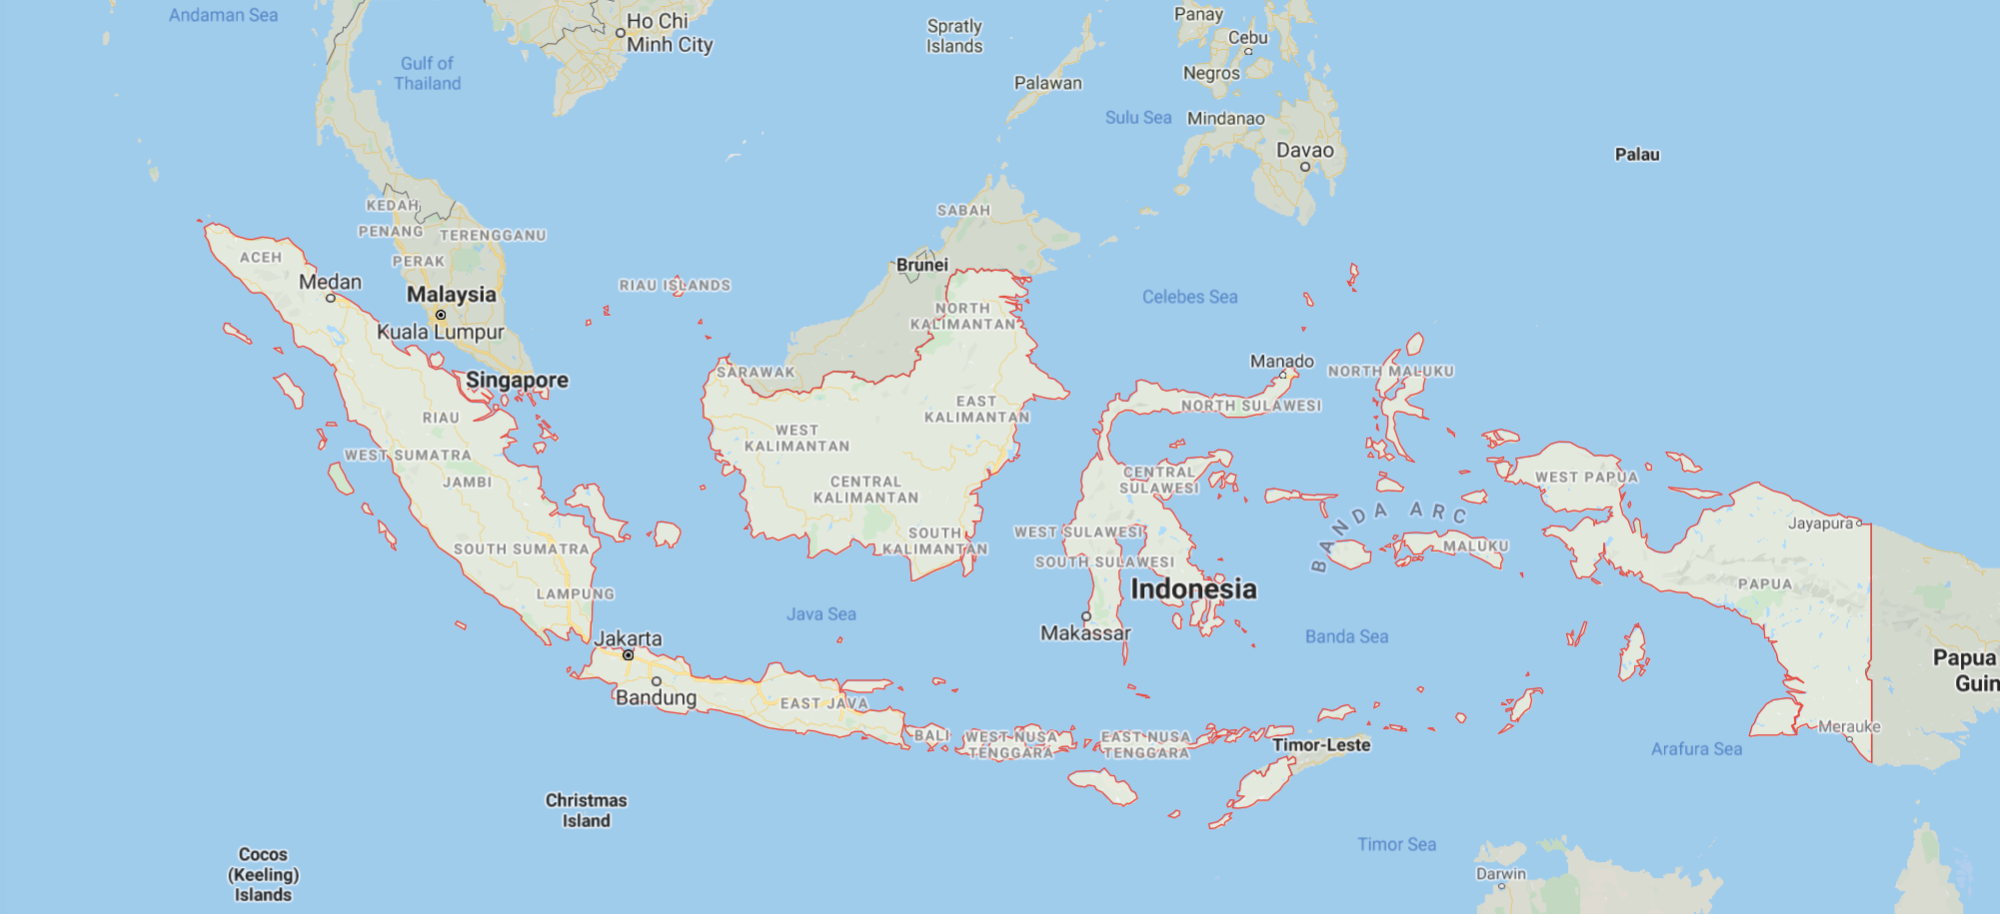 Andaman Sea
Ho Chi
Minh City
Gulf of
Thailand
Spratly
Islands
Palawan
Panay
Cebu
Negros
Sulu Sea
Mindanao
Davao
Palau
KEDAH
PENANG
TERENGGANU
PERAK
Malaysia
Kuala Lumpur
Singapore
ACEH
Medan
RIAU ISLANDS
SABAH
Brunei
NORTH
KALIMANTAN
SARAWAK
EAST
KALIMANTAN
WEST
KALIMANTAN
CENTRAL
KALIMANTAN
SOUTH
KALIMANTAN
Celebes Sea
Manado
NORTH SULAWESI
NORTH MALUKU
CENTRAL
SULAWESI
WEST SULAWESI
SOUTH SULAWESI
Indonesia
Makassar
RIAU
WEST SUMATRA
JAMBI
SOUTH SUMATRA
LAMPUNG
Jakarta
Bandung
Java Sea
EAST JAVA
BALI
WEST NUSA
TENGGARA
EAST NUSA
TENGGARA
Timor-Leste
BANDA ARC
MALUKU
Banda Sea
WEST PAPUA
Jayapura
PAPUA
Papua
Guin
Merauke
Arafura Sea
Timor Sea
Darwin
Christmas
Island
Cocos
(Keeling)
Islands